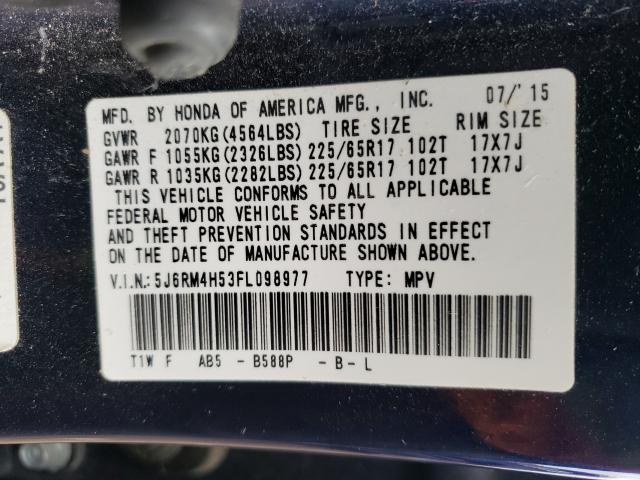 MFD. BY HONDA OF AMERICA MFG., INC. 07/'15
GVWR 2070KG(4564LBS) TIRE SIZE RIM SIZE
GAWR F 1055KG(2326LBS) 225/65R17 102T 17X7J
GAWR R 1035KG(2282LBS) 225/65R17 102T 17X7J
THIS VEHICLE CONFORMS TO ALL APPLICABLE
FEDERAL MOTOR VEHICLE SAFETY
AND THEFT PREVENTION STANDARDS IN EFFECT
ON THE DATE OF MANUFACTURE SHOWN ABOVE.
V.I.N.:5J6RM4H53FL098977 TYPE: MPV
T1W F AB5 -B588P -B-L